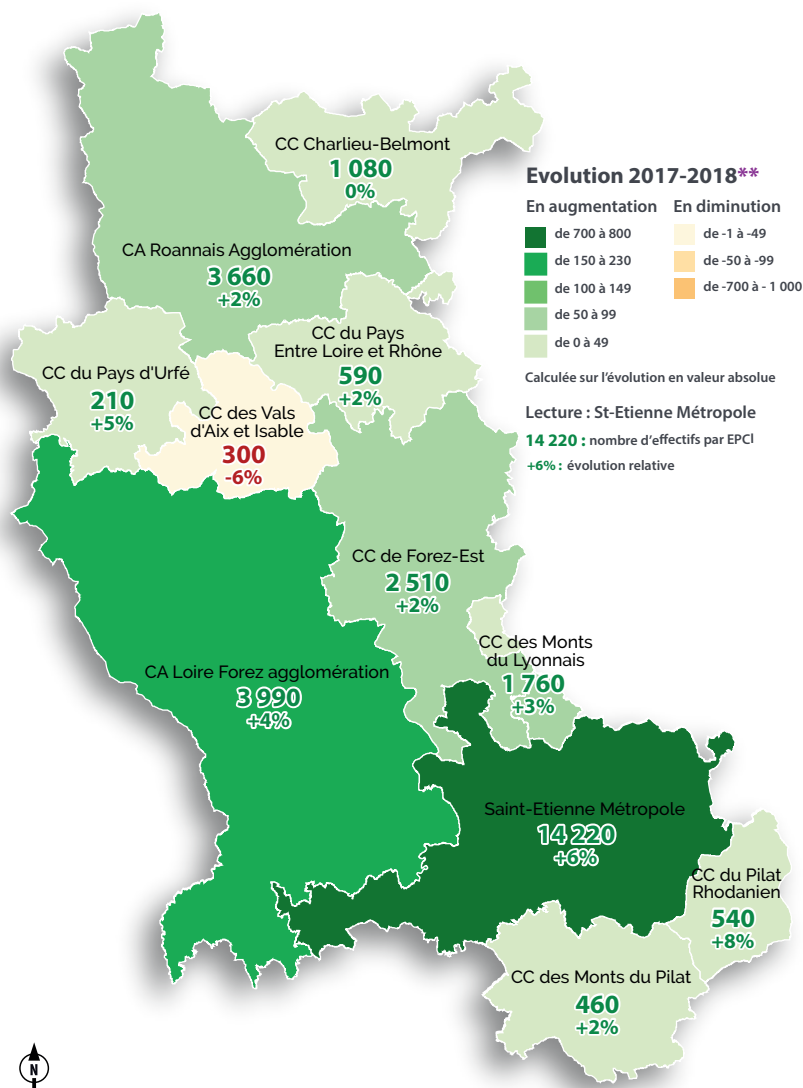 CC Charlieu-Belmont
1 080
0%
Evolution 2017-2018**
En augmentation
de 700 à 800
de 150 à 230
de 100 à 149
de 50 à 99
de 0 à 49
En diminution
de -1 à -49
de -50 à -99
de -700 à - 1 000
Calculée sur l'évolution en valeur absolue
Lecture : St-Etienne Métropole
14 220 : nombre d'effectifs par EPCI
+6% : évolution relative
CA Roannais Agglomération
3 660
+2%
CC du Pays
Entre Loire et Rhône
590
+2%
CC du Pays d'Urfé
210
+5%
CC des Vals
d'Aix et Isable
300
-6%
CC de Forez-Est
2 510
+2%
CC des Monts
du Lyonnais
1 760
+3%
CA Loire Forez agglomération
3 990
+4%
Saint-Etienne Métropole
14 220
+6%
CC du Pilat
Rhodanien
540
+8%
CC des Monts du Pilat
460
+2%
N